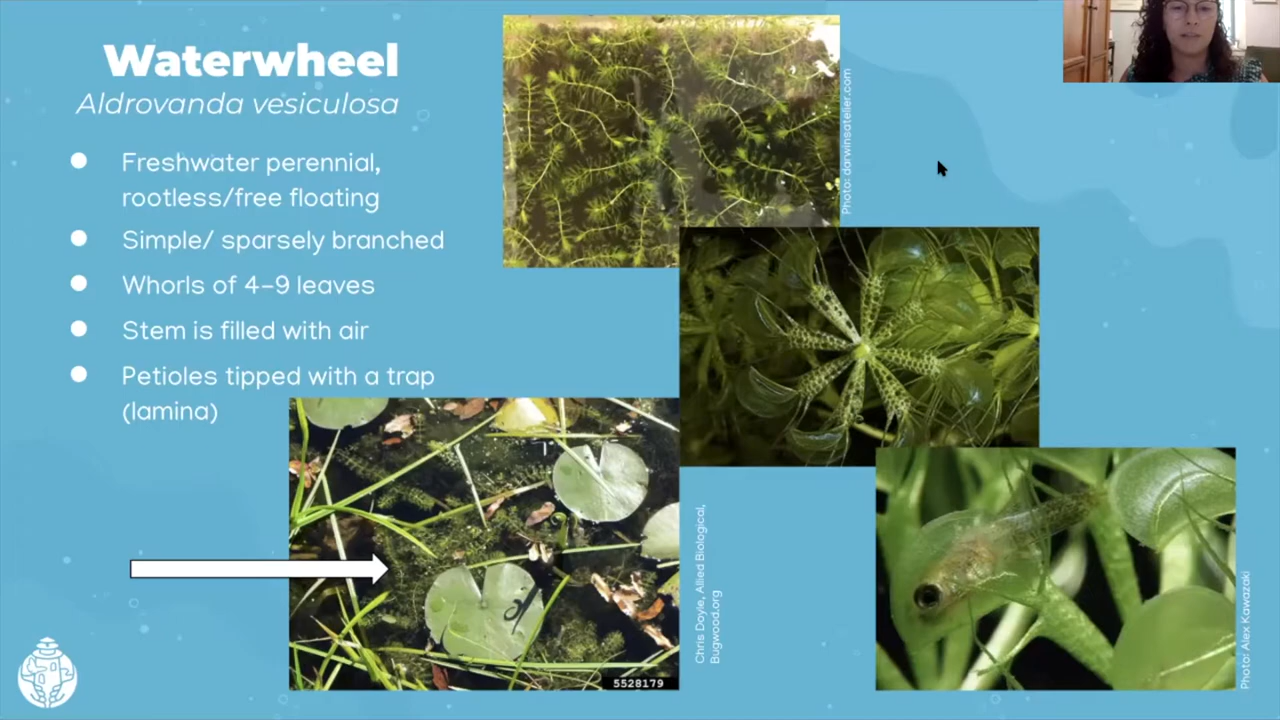 Waterwheel
Aldrovanda vesiculosa
● Freshwater perennial,
rootless/free floating
● Simple/ sparsely branched
● Whorls of 4–9 leaves
● Stem is filled with air
● Petioles tipped with a trap
(lamina)
Photo: darwinsatelier.com
Chris Doyle, Allied Biological,
Bugwood.org
5528179
Photo: Alex Kawazaki